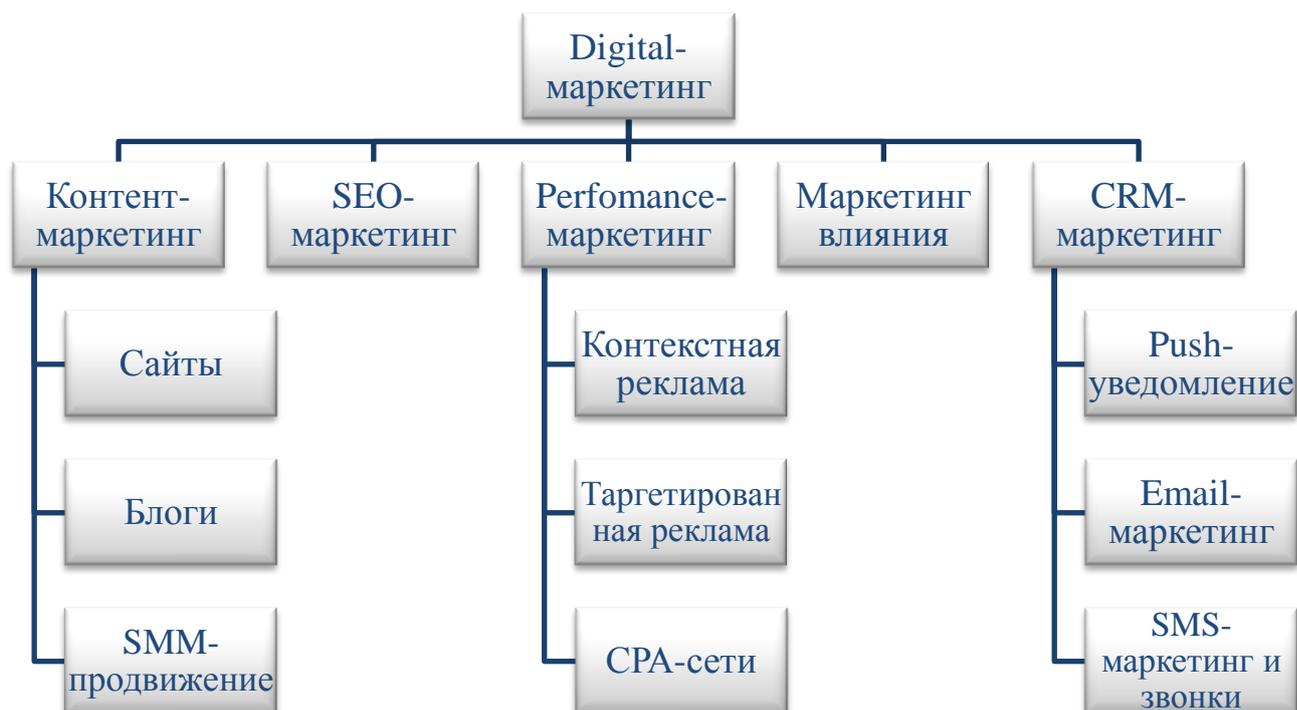 Digital-
маркетинг
Контент-
маркетинг
SEO-
маркетинг
Perfomance-
маркетинг
Маркетинг
влияния
CRM-
маркетинг
Сайты
Блоги
SMM-
продвижение
Контекстная
реклама
Таргетирован
ная реклама
CPA-сети
Push-
уведомление
Email-
маркетинг
SMS-
маркетинг и
звонки